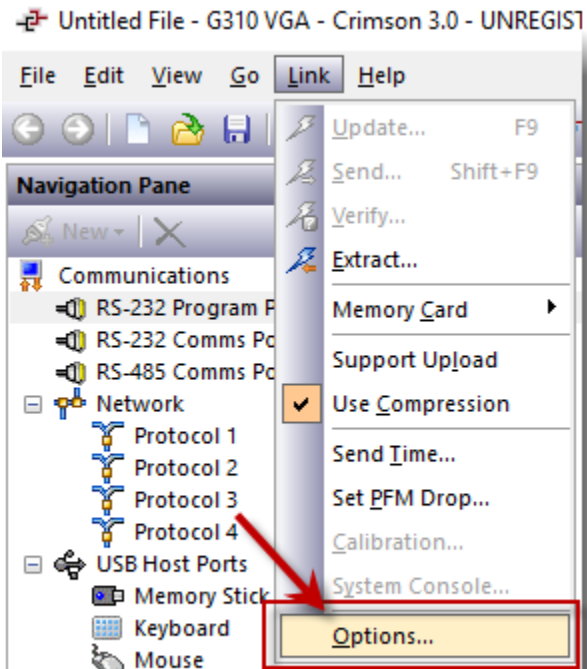 Untitled File - G310 VGA - Crimson 3.0 - UNREGIST
File Edit View Go Link Help
Navigation Pane
New
Communications
RS-232 Program P
RS-232 Comms Po
RS-485 Comms Po
Network
Protocol 1
Protocol 2
Protocol 3
Protocol 4
USB Host Ports
Memory Stick
Keyboard
Mouse
Update... F9
Send... Shift+F9
Verify...
Extract...
Memory Card
Support Upload
Use Compression
Send Time...
Set PFM Drop...
Calibration...
System Console...
Options...